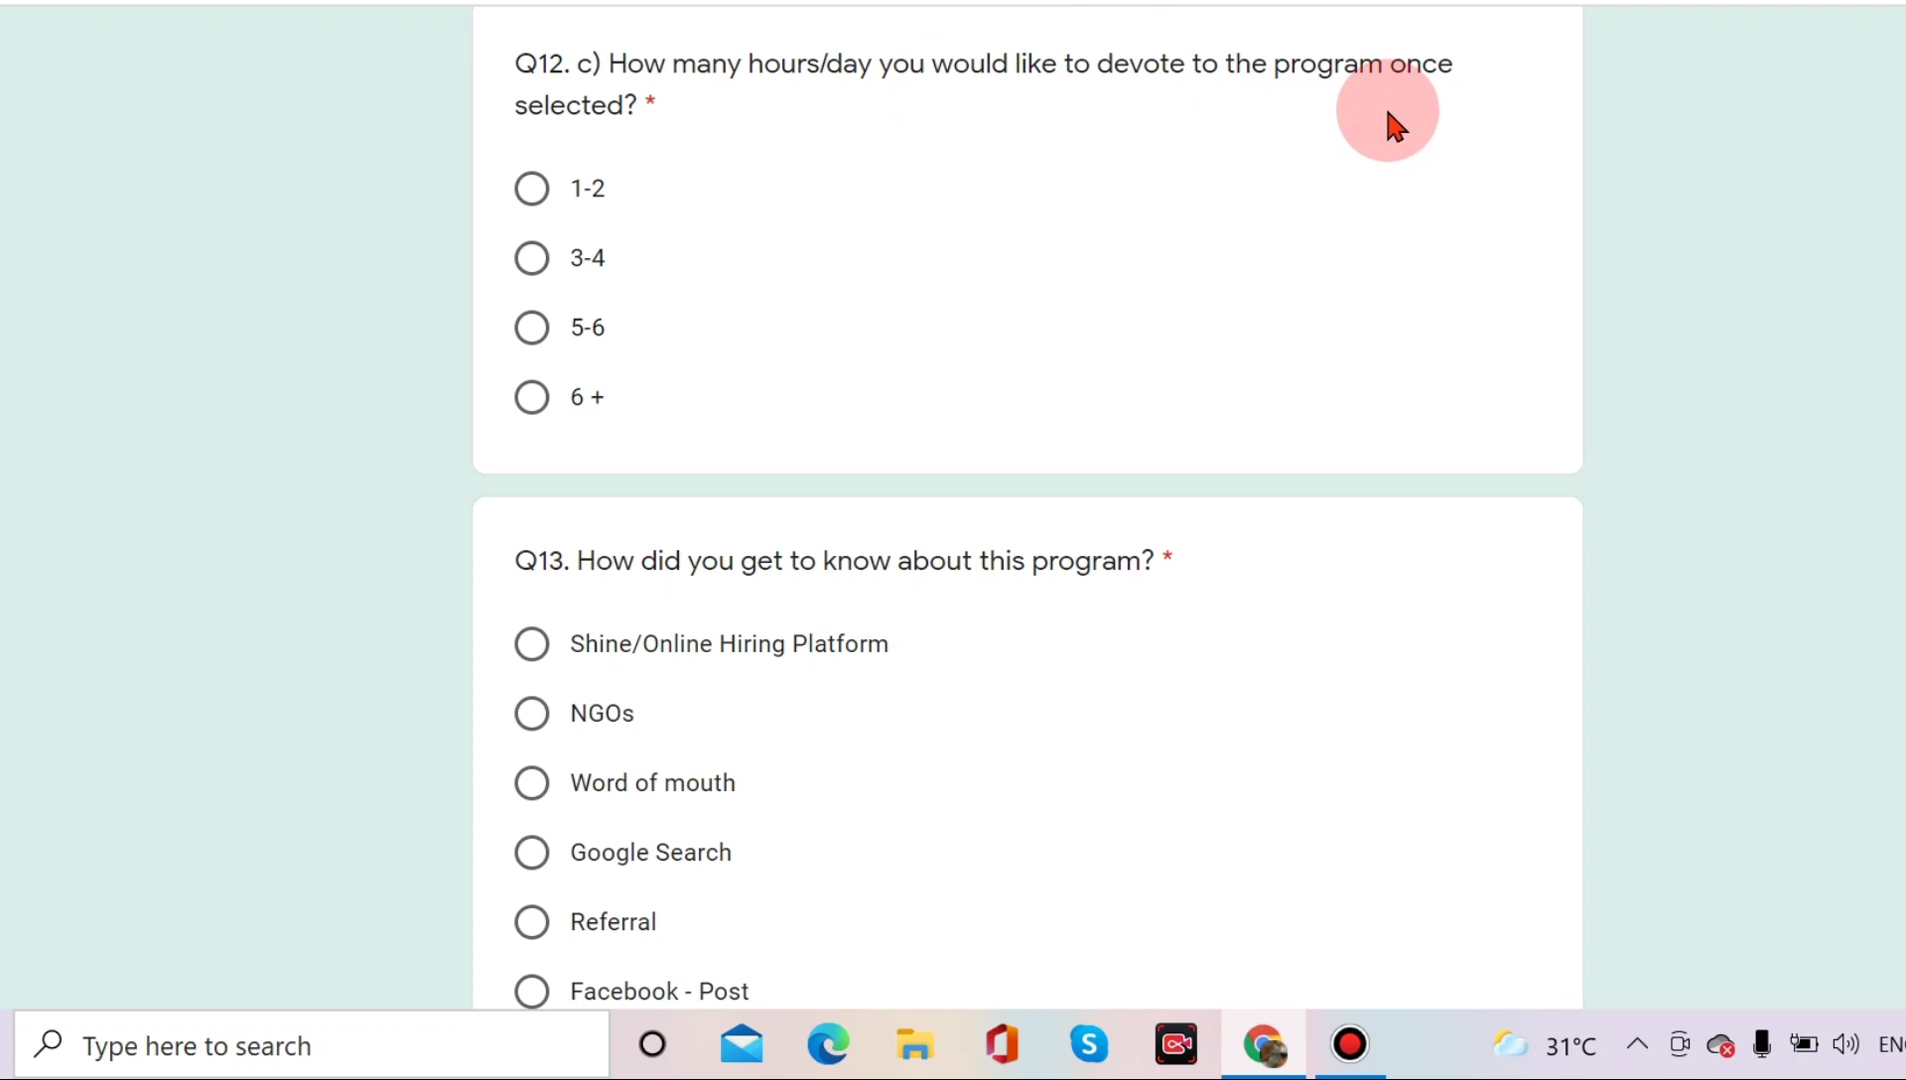 Q12. c) How many hours/day you would like to devote to the program once
selected? *
1-2
3-4
5-6
6 +
Q13. How did you get to know about this program? *
Shine/Online Hiring Platform
NGOs
Word of mouth
Google Search
Referral
Facebook - Post
Type here to search
S
31°C